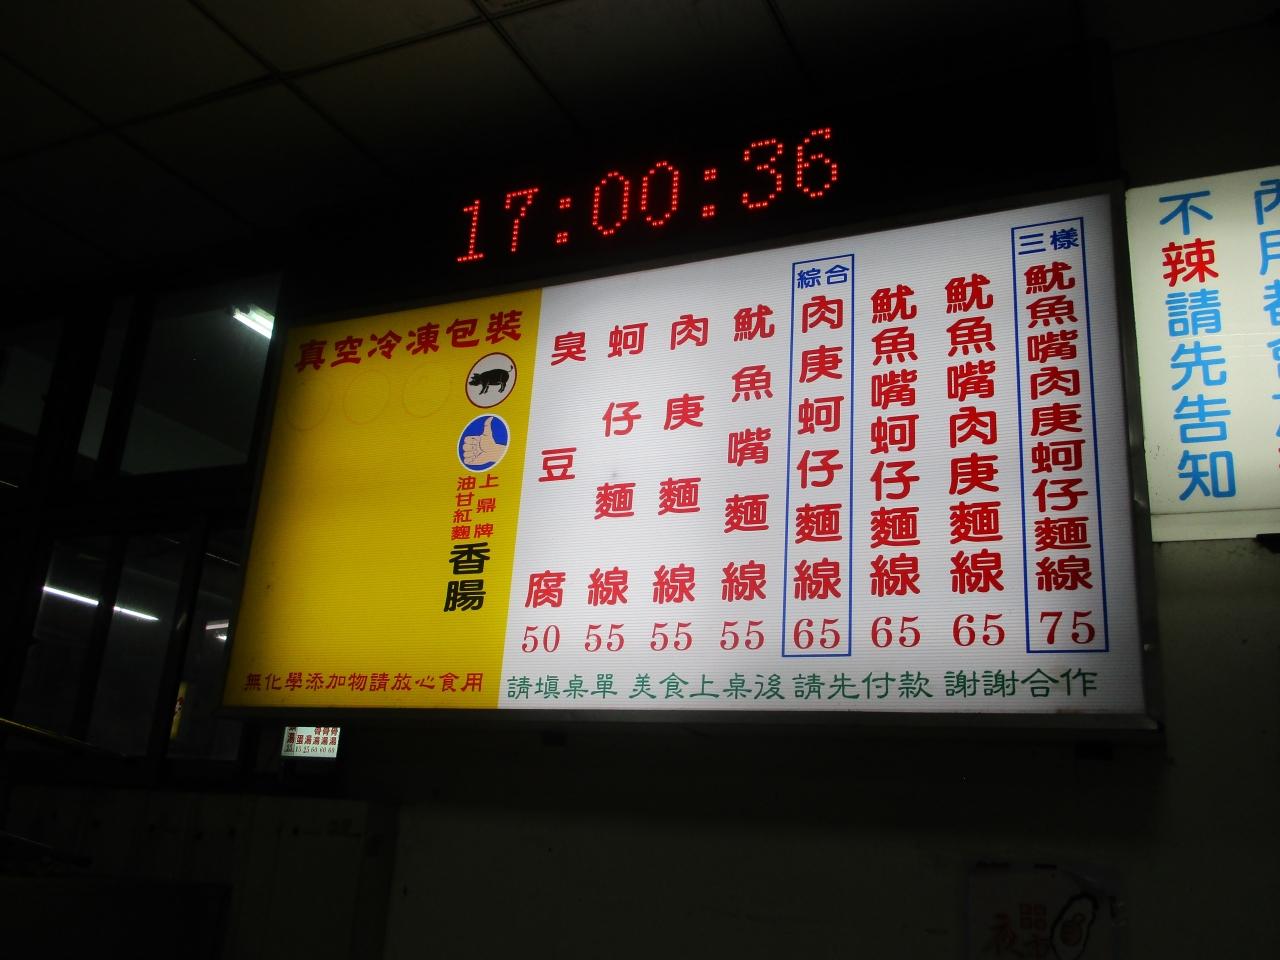 17:00:36
真空冷凍包裝
上鼎牌
油甘紅麴
香腸
無化學添加物請放心食用
臭豆腐 50
蚵仔麵線 55
肉庚麵線 55
魷魚嘴麵線 55
綜合
肉庚蚵仔麵線 65
魷魚嘴蚵仔麵線 65
魷魚嘴肉庚麵線 65
三樣
魷魚嘴肉庚蚵仔麵線 75
請填桌單 美食上桌後 請先付款 謝謝合作
不辣請先告知